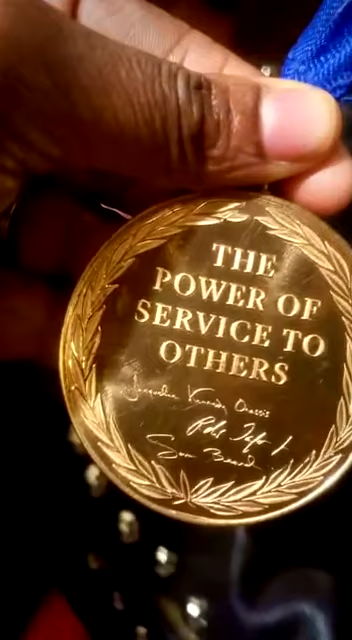 THE
POWER OF
SERVICE TO
OTHERS
Jacqueline Kennedy Onassis
Sam Beard